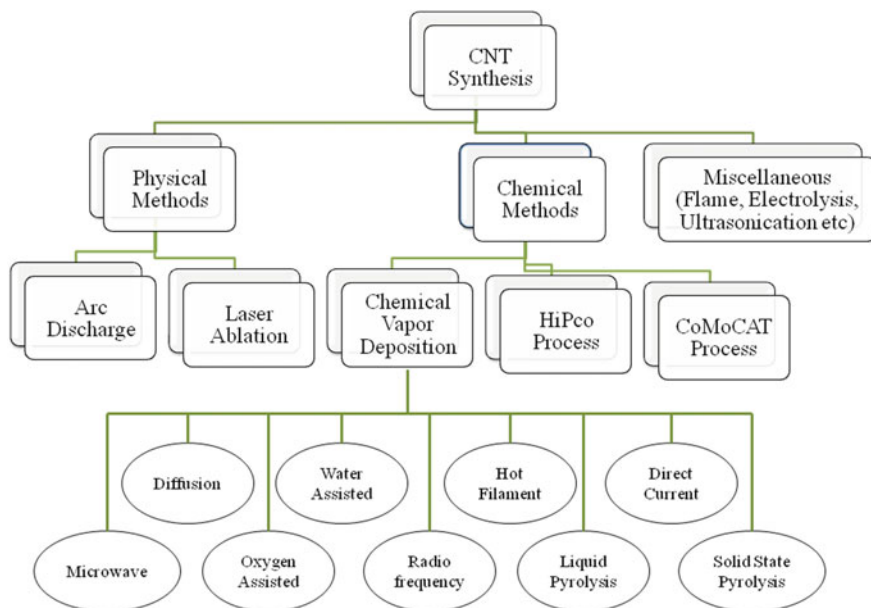 CNT
Synthesis
Physical
Methods
Chemical
Methods
Miscellaneous
(Flame, Electrolysis,
Ultrasonication etc)
Arc
Discharge
Laser
Ablation
Chemical
Vapor
Deposition
HiPco
Process
CoMoCAT
Process
Diffusion
Water
Assisted
Hot
Filament
Direct
Current
Microwave
Oxygen
Assisted
Radio
frequency
Liquid
Pyrolysis
Solid State
Pyrolysis